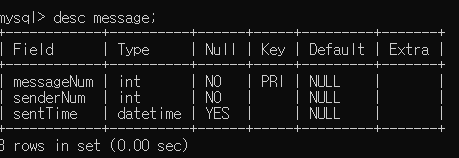 mysql> desc message;
+------------+----------+------+-----+---------+-------+
| Field      | Type     | Null | Key | Default | Extra |
+------------+----------+------+-----+---------+-------+
| messageNum | int      | NO   | PRI | NULL    |       |
| senderNum  | int      | NO   |     | NULL    |       |
| sentTime   | datetime | YES  |     | NULL    |       |
+------------+----------+------+-----+---------+-------+
3 rows in set (0.00 sec)